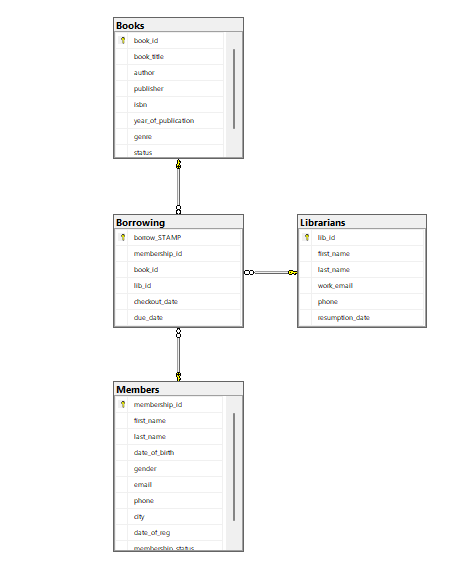 Books
book_id
book_title
author
publisher
isbn
year_of_publication
genre
status
Borrowing
borrow_STAMP
membership_id
book_id
lib_id
checkout_date
due_date
Librarians
lib_id
first_name
last_name
work_email
phone
resumption_date
Members
membership_id
first_name
last_name
date_of_birth
gender
email
phone
city
date_of_reg
membership_status